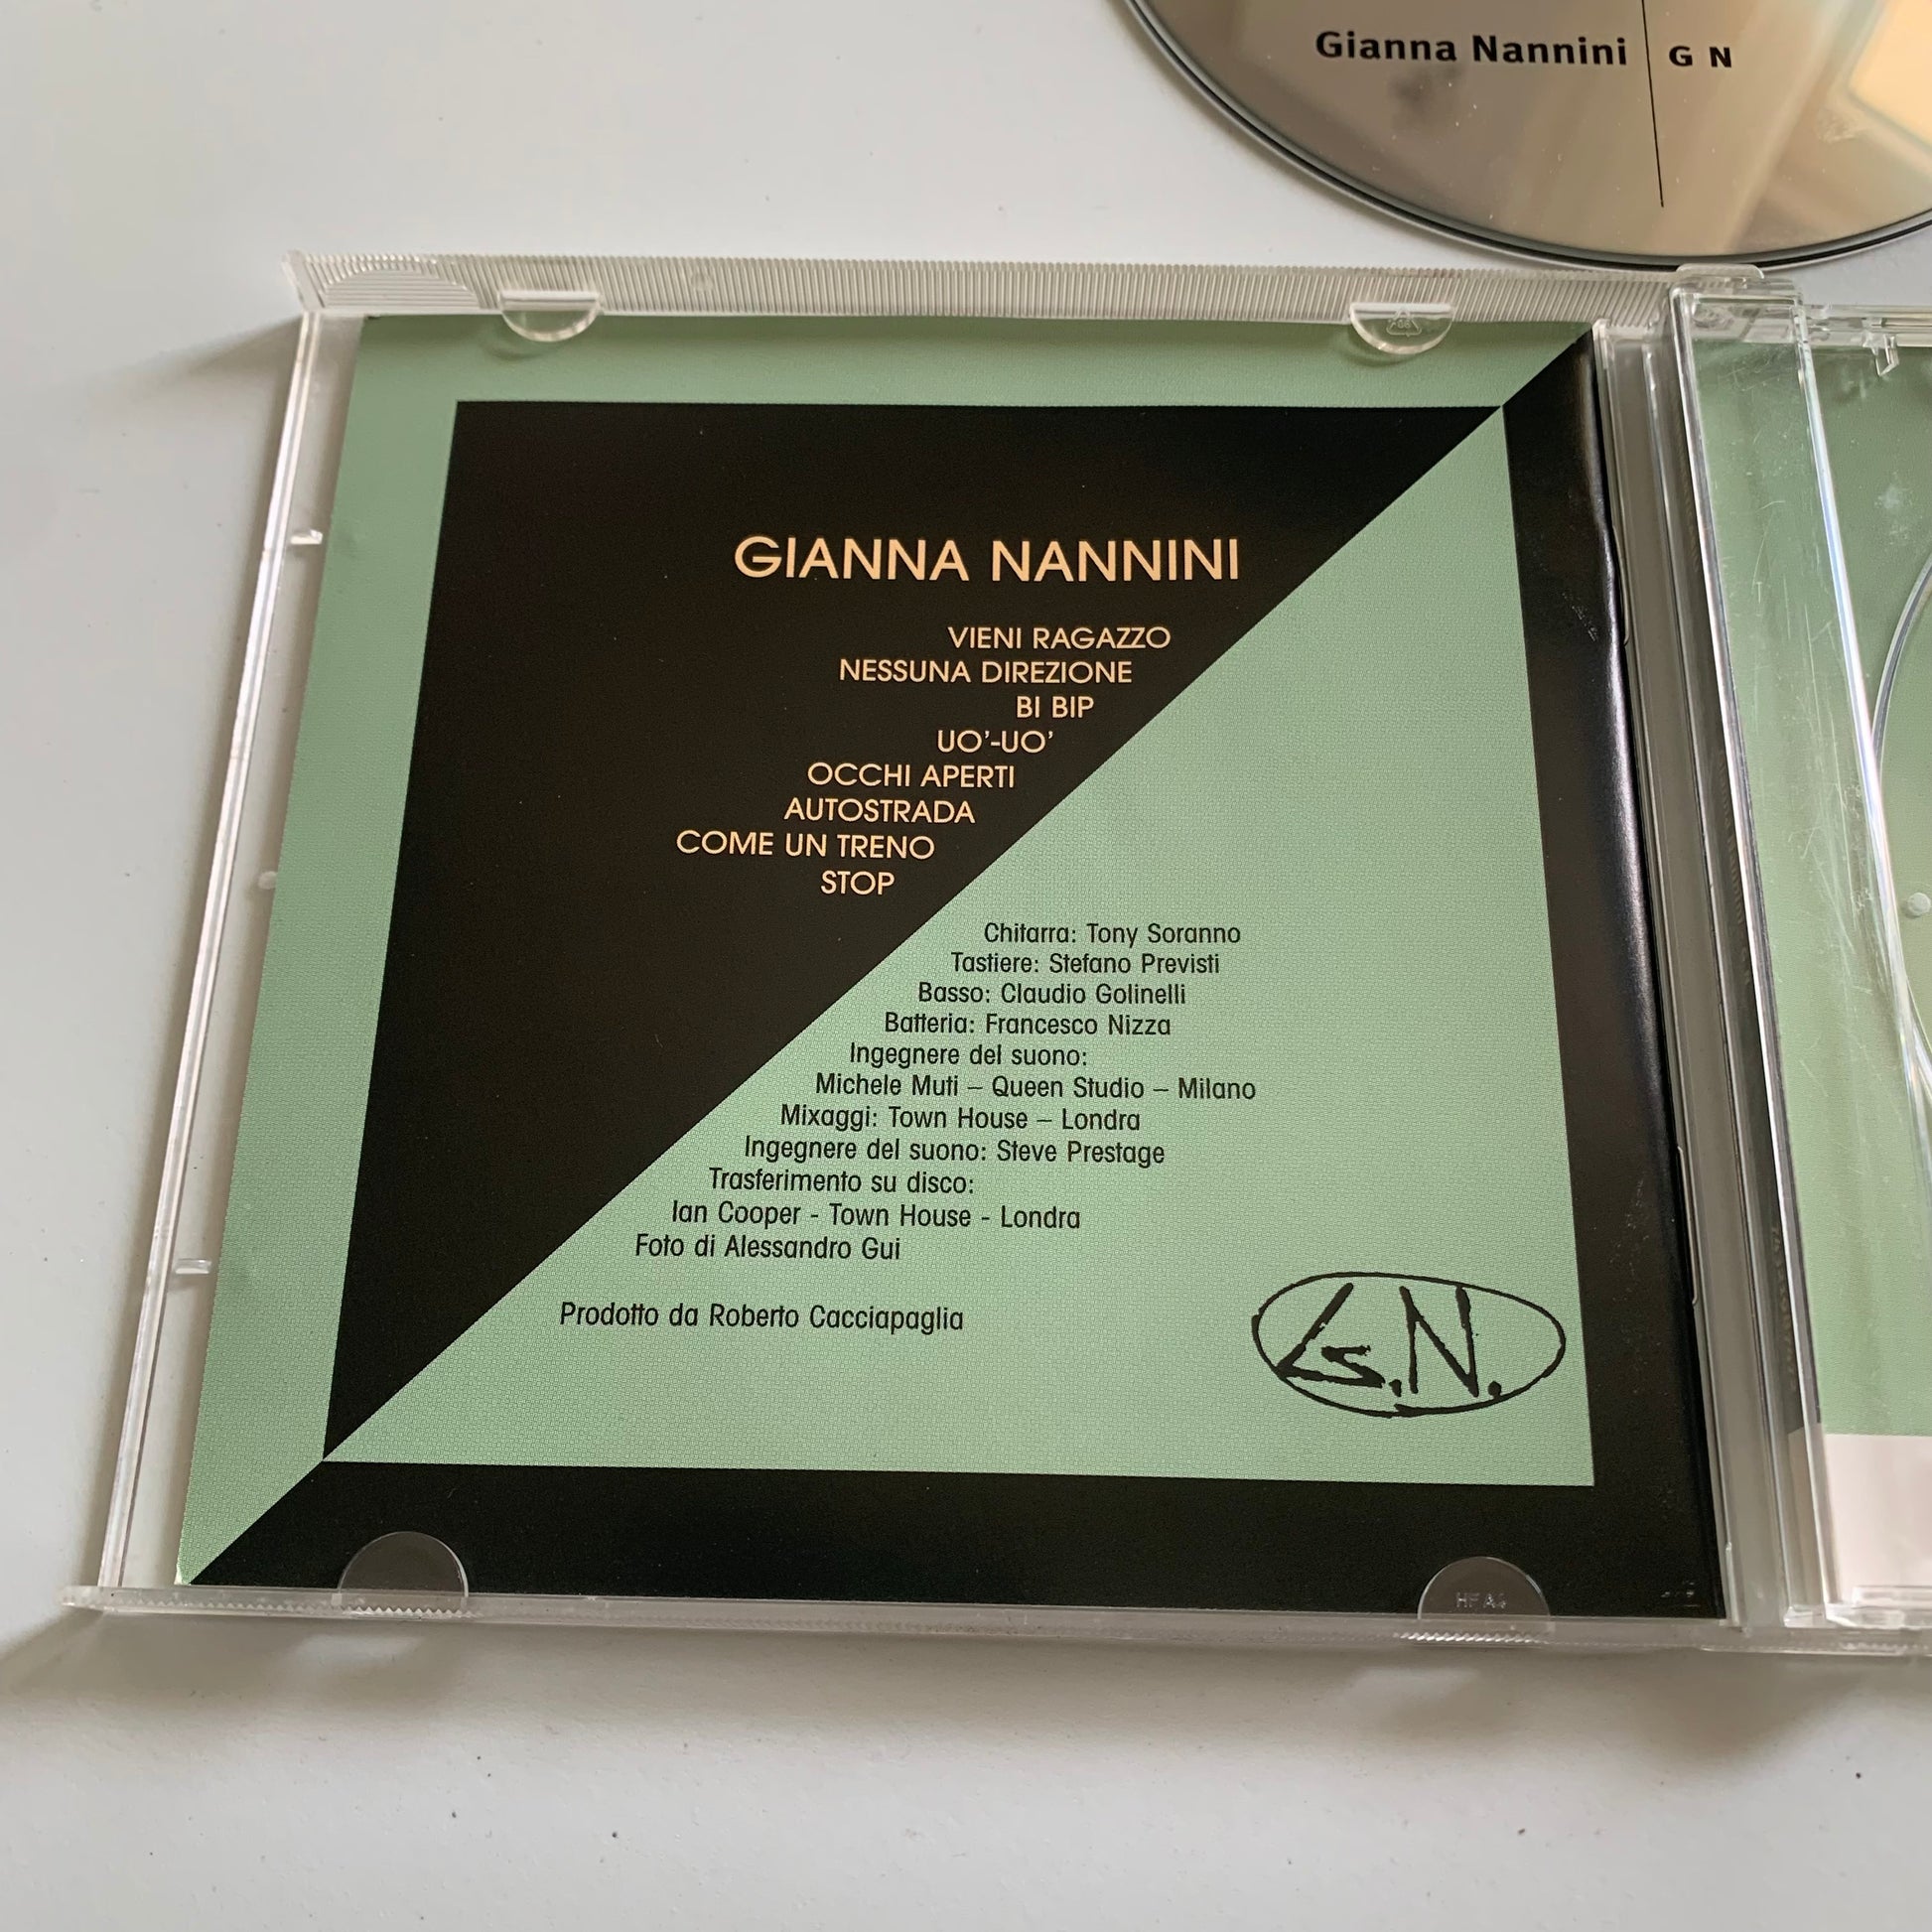 Gianna Nannini G N
GIANNA NANNINI
VIENI RAGAZZO
NESSUNA DIREZIONE
BI BIP
UO'-UO'
OCCHI APERTI
AUTOSTRADA
COME UN TRENO
STOP
Chitarra: Tony Soranno
Tastiere: Stefano Previsti
Basso: Claudio Golinelli
Batteria: Francesco Nizza
Ingegnere del suono:
Michele Muti – Queen Studio – Milano
Mixaggi: Town House – Londra
Ingegnere del suono: Steve Prestage
Trasferimento su disco:
Ian Cooper - Town House - Londra
Foto di Alessandro Gui
Prodotto da Roberto Cacciapaglia
G.N.